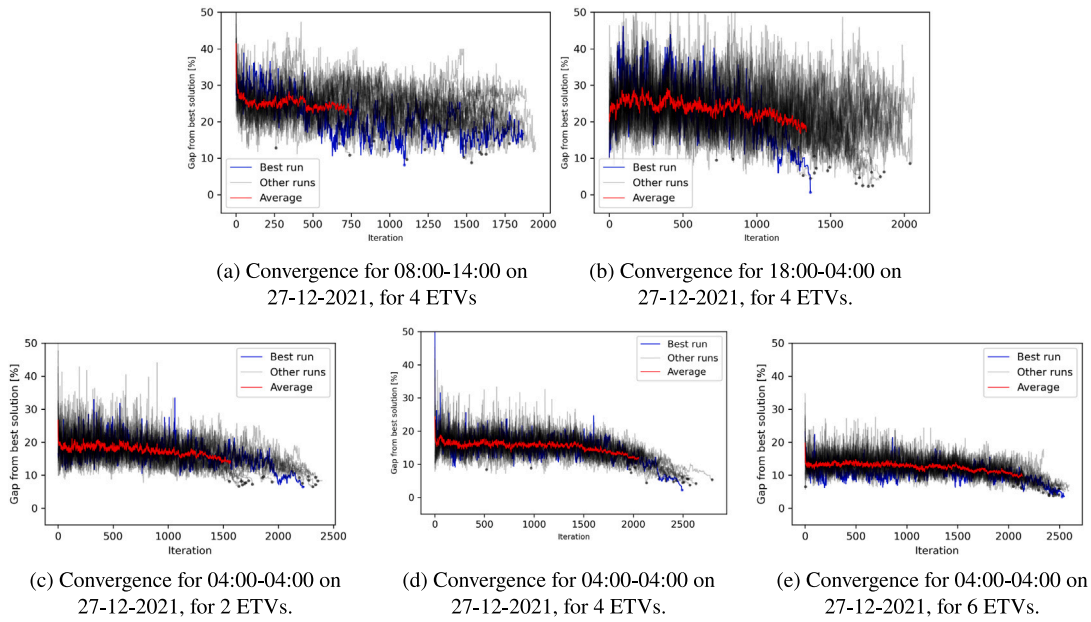 50
40
30
20
10
0
Gap from best solution [%]
Best run
Other runs
Average
0 250 500 750 1000 1250 1500 1750 2000
Iteration
(a) Convergence for 08:00-14:00 on
27-12-2021, for 4 ETVs
50
40
30
20
10
0
Gap from best solution [%]
Best run
Other runs
Average
0 500 1000 1500 2000
Iteration
(b) Convergence for 18:00-04:00 on
27-12-2021, for 4 ETVs.
50
40
30
20
10
0
Gap from best solution [%]
Best run
Other runs
Average
0 500 1000 1500 2000 2500
Iteration
(c) Convergence for 04:00-04:00 on
27-12-2021, for 2 ETVs.
50
40
30
20
10
0
Gap from best solution [%]
Best run
Other runs
Average
0 500 1000 1500 2000 2500
Iteration
(d) Convergence for 04:00-04:00 on
27-12-2021, for 4 ETVs.
50
40
30
20
10
0
Gap from best solution [%]
Best run
Other runs
Average
0 500 1000 1500 2000 2500
Iteration
(e) Convergence for 04:00-04:00 on
27-12-2021, for 6 ETVs.